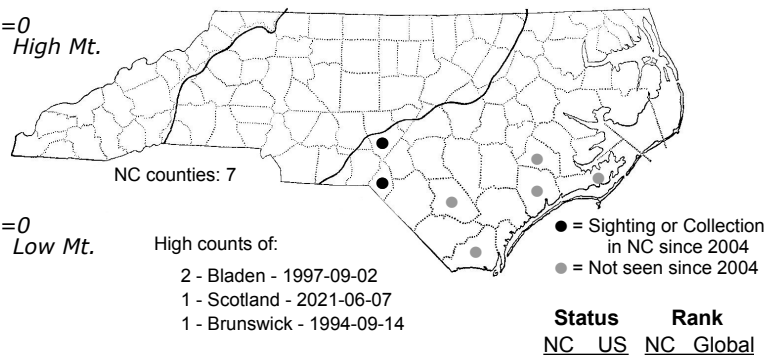 =0
High Mt.
NC counties: 7
=0
Low Mt.
High counts of:
2 - Bladen - 1997-09-02
1 - Scotland - 2021-06-07
1 - Brunswick - 1994-09-14
= Sighting or Collection
in NC since 2004
= Not seen since 2004
Status Rank
NC US NC Global